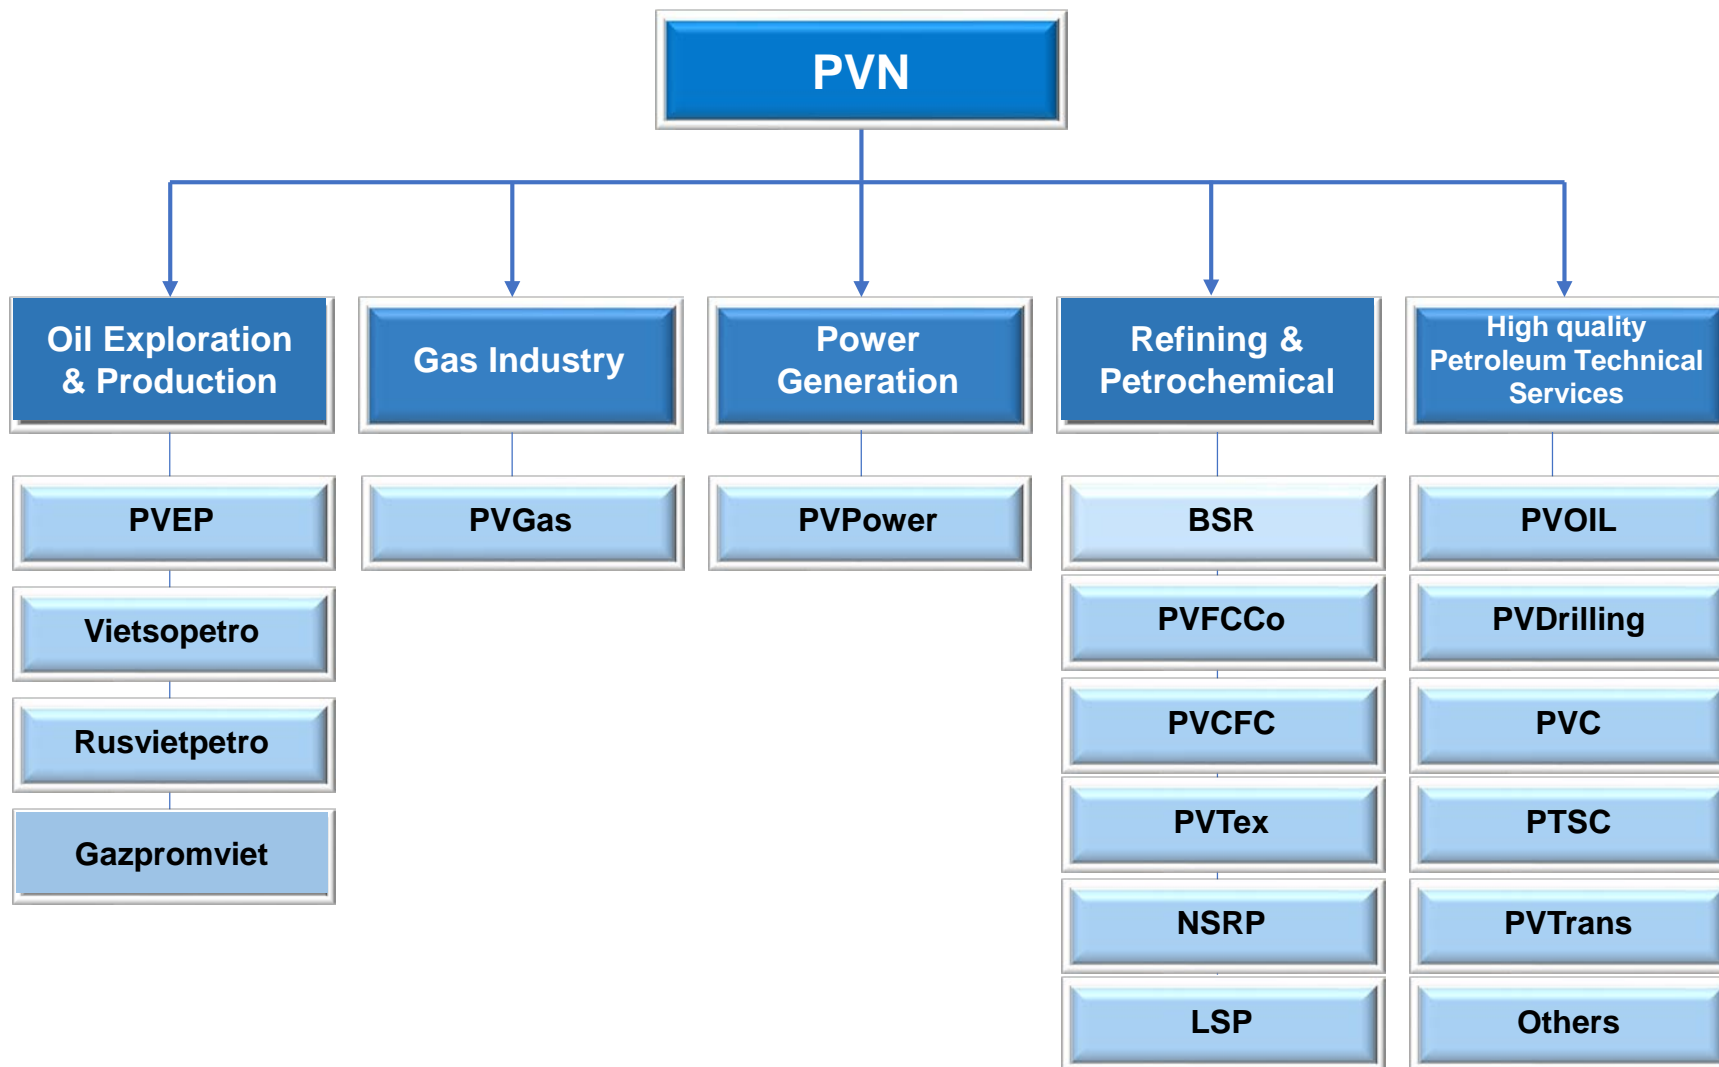 PVN
Oil Exploration
& Production
Gas Industry
Power
Generation
Refining &
Petrochemical
High quality
Petroleum Technical
Services
PVEP
Vietsopetro
Rusvietpetro
Gazpromviet
PVGas
PVPower
BSR
PVFCCo
PVCFC
PVTex
NSRP
LSP
PVOIL
PVDrilling
PVC
PTSC
PVTrans
Others